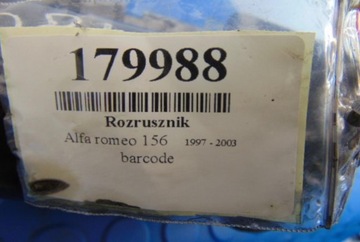 179988
Rozrusznik
Alfa romeo 156 1997 - 2003
barcode